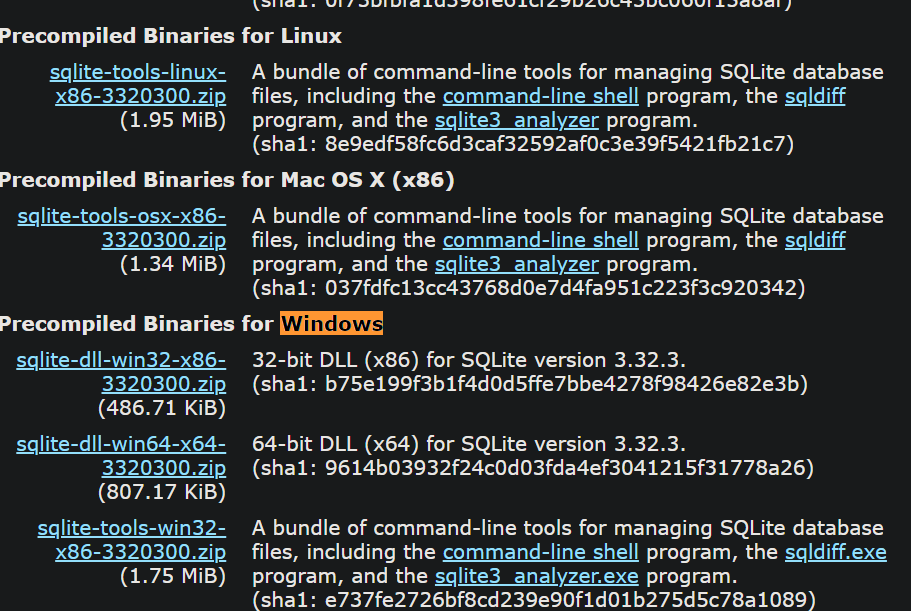 Precompiled Binaries for Linux
sqlite-tools-linux-
x86-3320300.zip
(1.95 MiB)
A bundle of command-line tools for managing SQLite database
files, including the command-line shell program, the sqldiff
program, and the sqlite3_analyzer program.
(sha1: 8e9edf58fc6d3caf32592af0c3e39f5421fb21c7)
Precompiled Binaries for Mac OS X (x86)
sqlite-tools-osx-x86-
3320300.zip
(1.34 MiB)
A bundle of command-line tools for managing SQLite database
files, including the command-line shell program, the sqldiff
program, and the sqlite3_analyzer program.
(sha1: 037fdfc13cc43768d0e7d4fa951c223f3c920342)
Precompiled Binaries for Windows
sqlite-dll-win32-x86-
3320300.zip
(486.71 KiB)
32-bit DLL (x86) for SQLite version 3.32.3.
(sha1: b75e199f3b1f4d0d5ffe7bbe4278f98426e82e3b)
sqlite-dll-win64-x64-
3320300.zip
(807.17 KiB)
64-bit DLL (x64) for SQLite version 3.32.3.
(sha1: 9614b03932f24c0d03fda4ef3041215f31778a26)
sqlite-tools-win32-
x86-3320300.zip
(1.75 MiB)
A bundle of command-line tools for managing SQLite database
files, including the command-line shell program, the sqldiff.exe
program, and the sqlite3_analyzer.exe program.
(sha1: e737fe2726bf8cd239e90f1d01b275d5c78a1089)